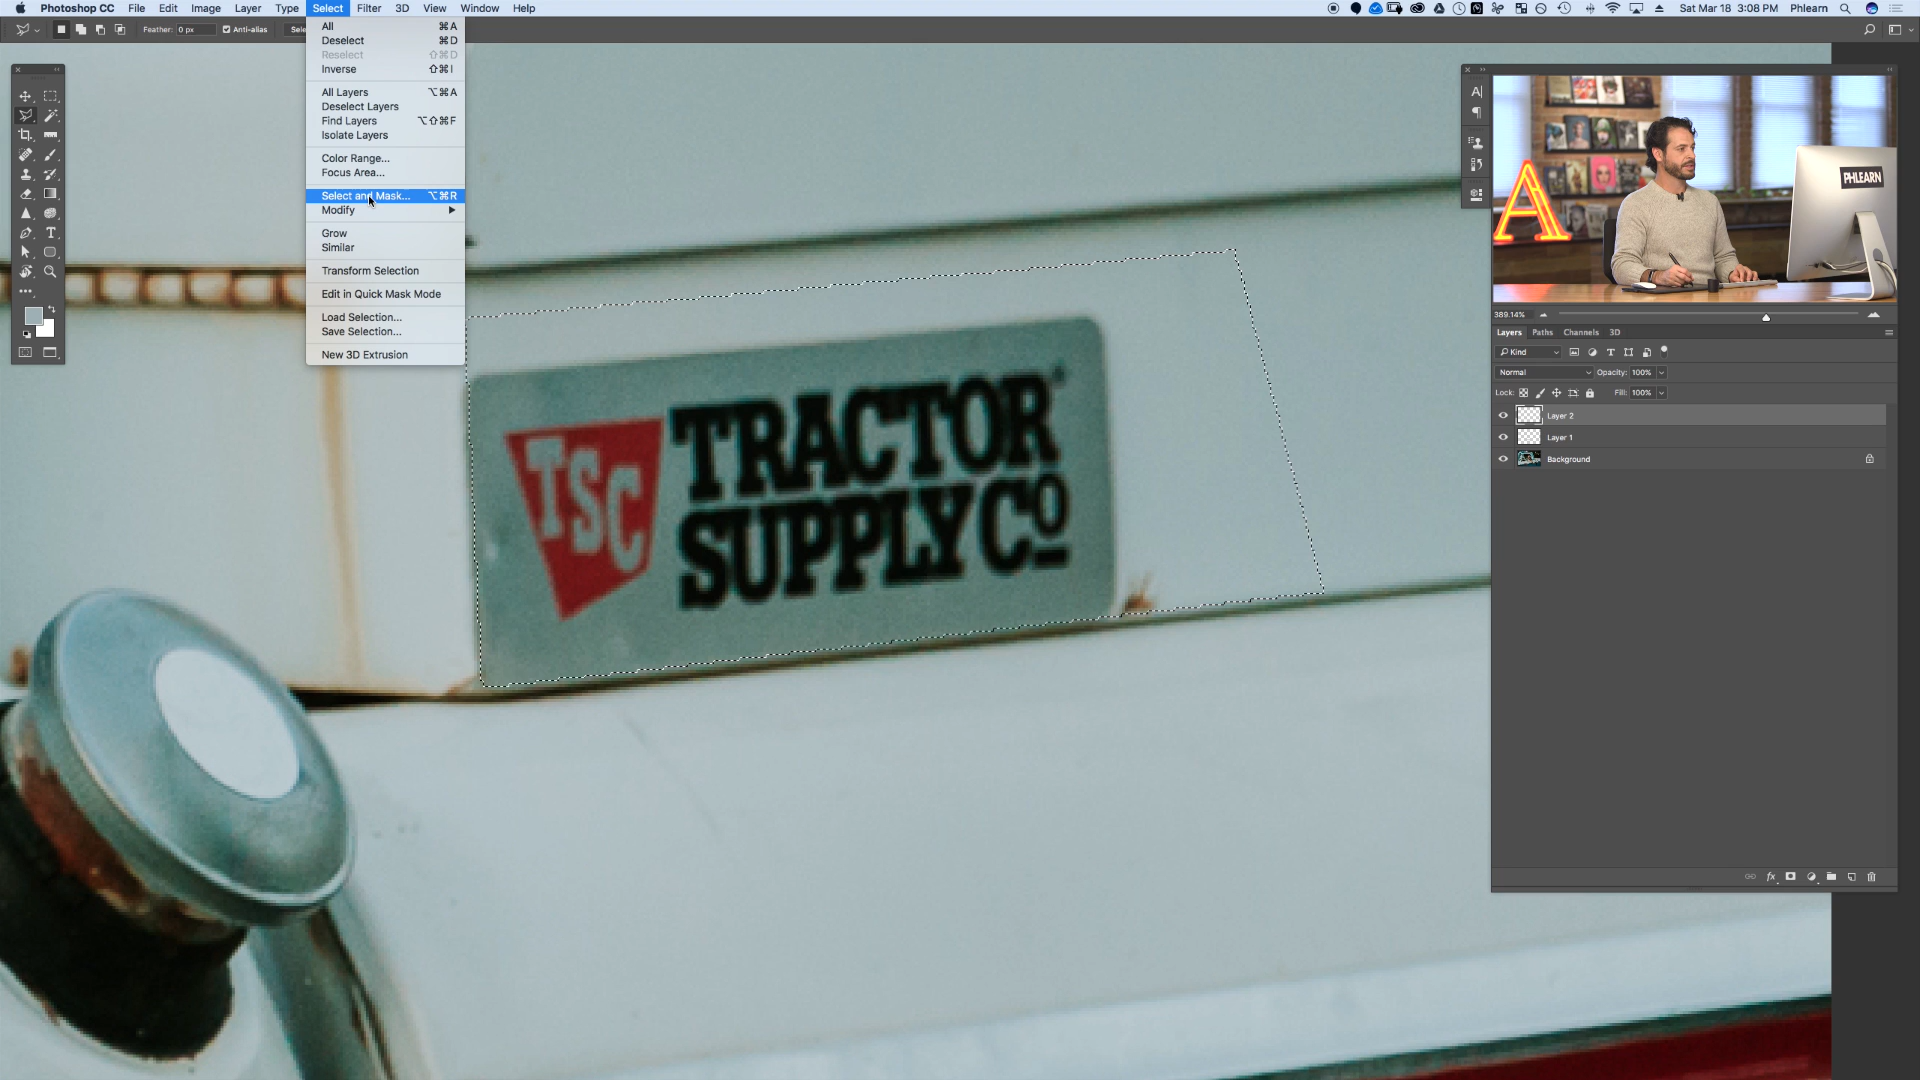 Photoshop CC File Edit Image Layer Type Select Filter 3D View Window Help Sat Mar 18 3:08 PM Phlearn
Feather: 0 px Anti-alias Sele
All ⌘A
Deselect ⌘D
Reselect ⇧⌘D
Inverse ⇧⌘I
All Layers ⌥⌘A
Deselect Layers
Find Layers ⌥⇧⌘F
Isolate Layers
Color Range...
Focus Area...
Select and Mask... ⌥⌘R
Modify
Grow
Similar
Transform Selection
Edit in Quick Mask Mode
Load Selection...
Save Selection...
New 3D Extrusion
TSC
TRACTOR
SUPPLY CO
A
PHLEARN
389.14%
Layers Paths Channels 3D
Kind
Normal Opacity: 100%
Lock: Fill: 100%
Layer 2
Layer 1
Background
fx